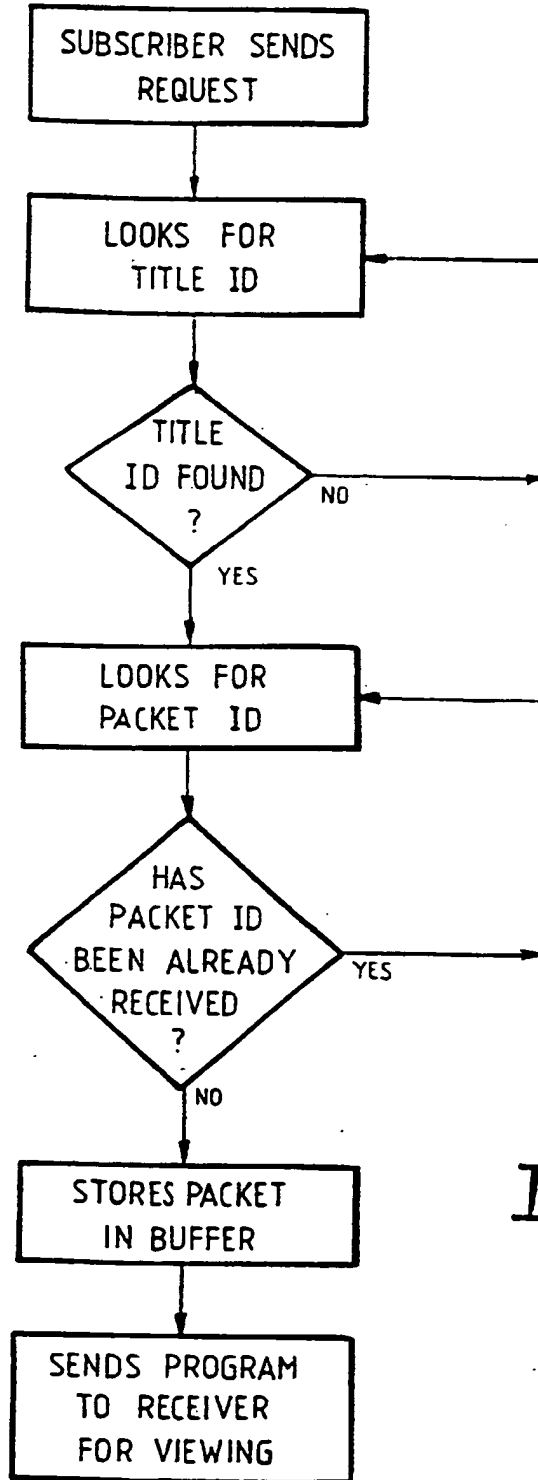 SUBSCRIBER SENDS
REQUEST
LOOKS FOR
TITLE ID
TITLE
ID FOUND
?
NO
YES
LOOKS FOR
PACKET ID
HAS
PACKET ID
BEEN ALREADY
RECEIVED
?
YES
NO
STORES PACKET
IN BUFFER
SENDS PROGRAM
TO RECEIVER
FOR VIEWING